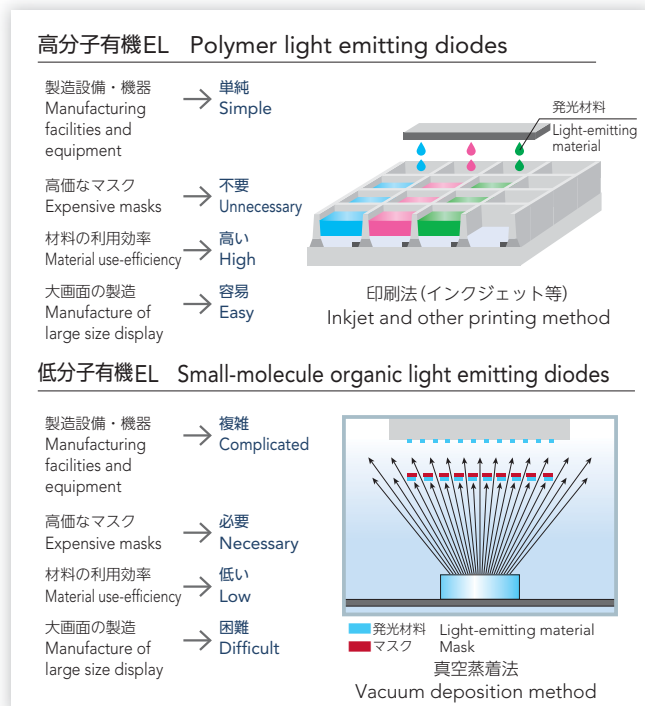 高分子有機EL Polymer light emitting diodes
製造設備・機器
Manufacturing
facilities and
equipment
単純
Simple
高価なマスク
Expensive masks
不要
Unnecessary
材料の利用効率
Material use-efficiency
高い
High
大画面の製造
Manufacture of
large size display
容易
Easy
発光材料
Light-emitting
material
印刷法(インクジェット等)
Inkjet and other printing method
低分子有機EL Small-molecule organic light emitting diodes
製造設備・機器
Manufacturing
facilities and
equipment
複雑
Complicated
高価なマスク
Expensive masks
必要
Necessary
材料の利用効率
Material use-efficiency
低い
Low
大画面の製造
Manufacture of
large size display
困難
Difficult
発光材料 Light-emitting material
マスク Mask
真空蒸着法
Vacuum deposition method